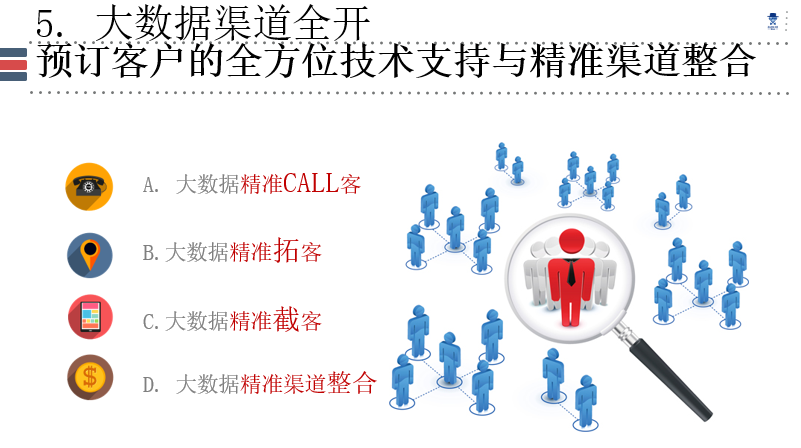 5. 大数据渠道全开
预订客户的全方位技术支持与精准渠道整合
A. 大数据精准CALL客
B.大数据精准拓客
C.大数据精准截客
D. 大数据精准渠道整合